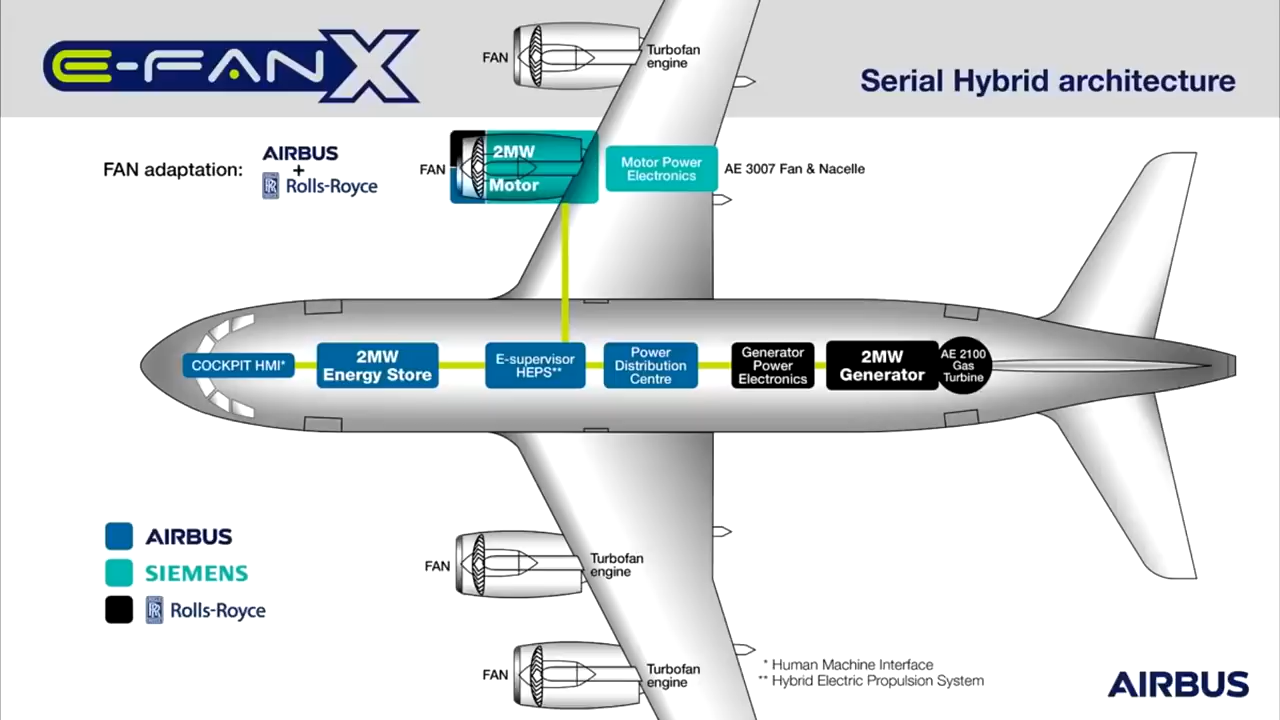 E-FAN X
Serial Hybrid architecture
FAN
Turbofan
engine
FAN adaptation:
AIRBUS
+
RR Rolls-Royce
FAN
2MW
Motor
Motor Power
Electronics
AE 3007 Fan & Nacelle
COCKPIT HMI*
2MW
Energy Store
E-supervisor
HEPS**
Power
Distribution
Centre
Generator
Power
Electronics
2MW
Generator
AE 2100
Gas
Turbine
AIRBUS
SIEMENS
RR Rolls-Royce
FAN
Turbofan
engine
FAN
Turbofan
engine
* Human Machine Interface
** Hybrid Electric Propulsion System
AIRBUS